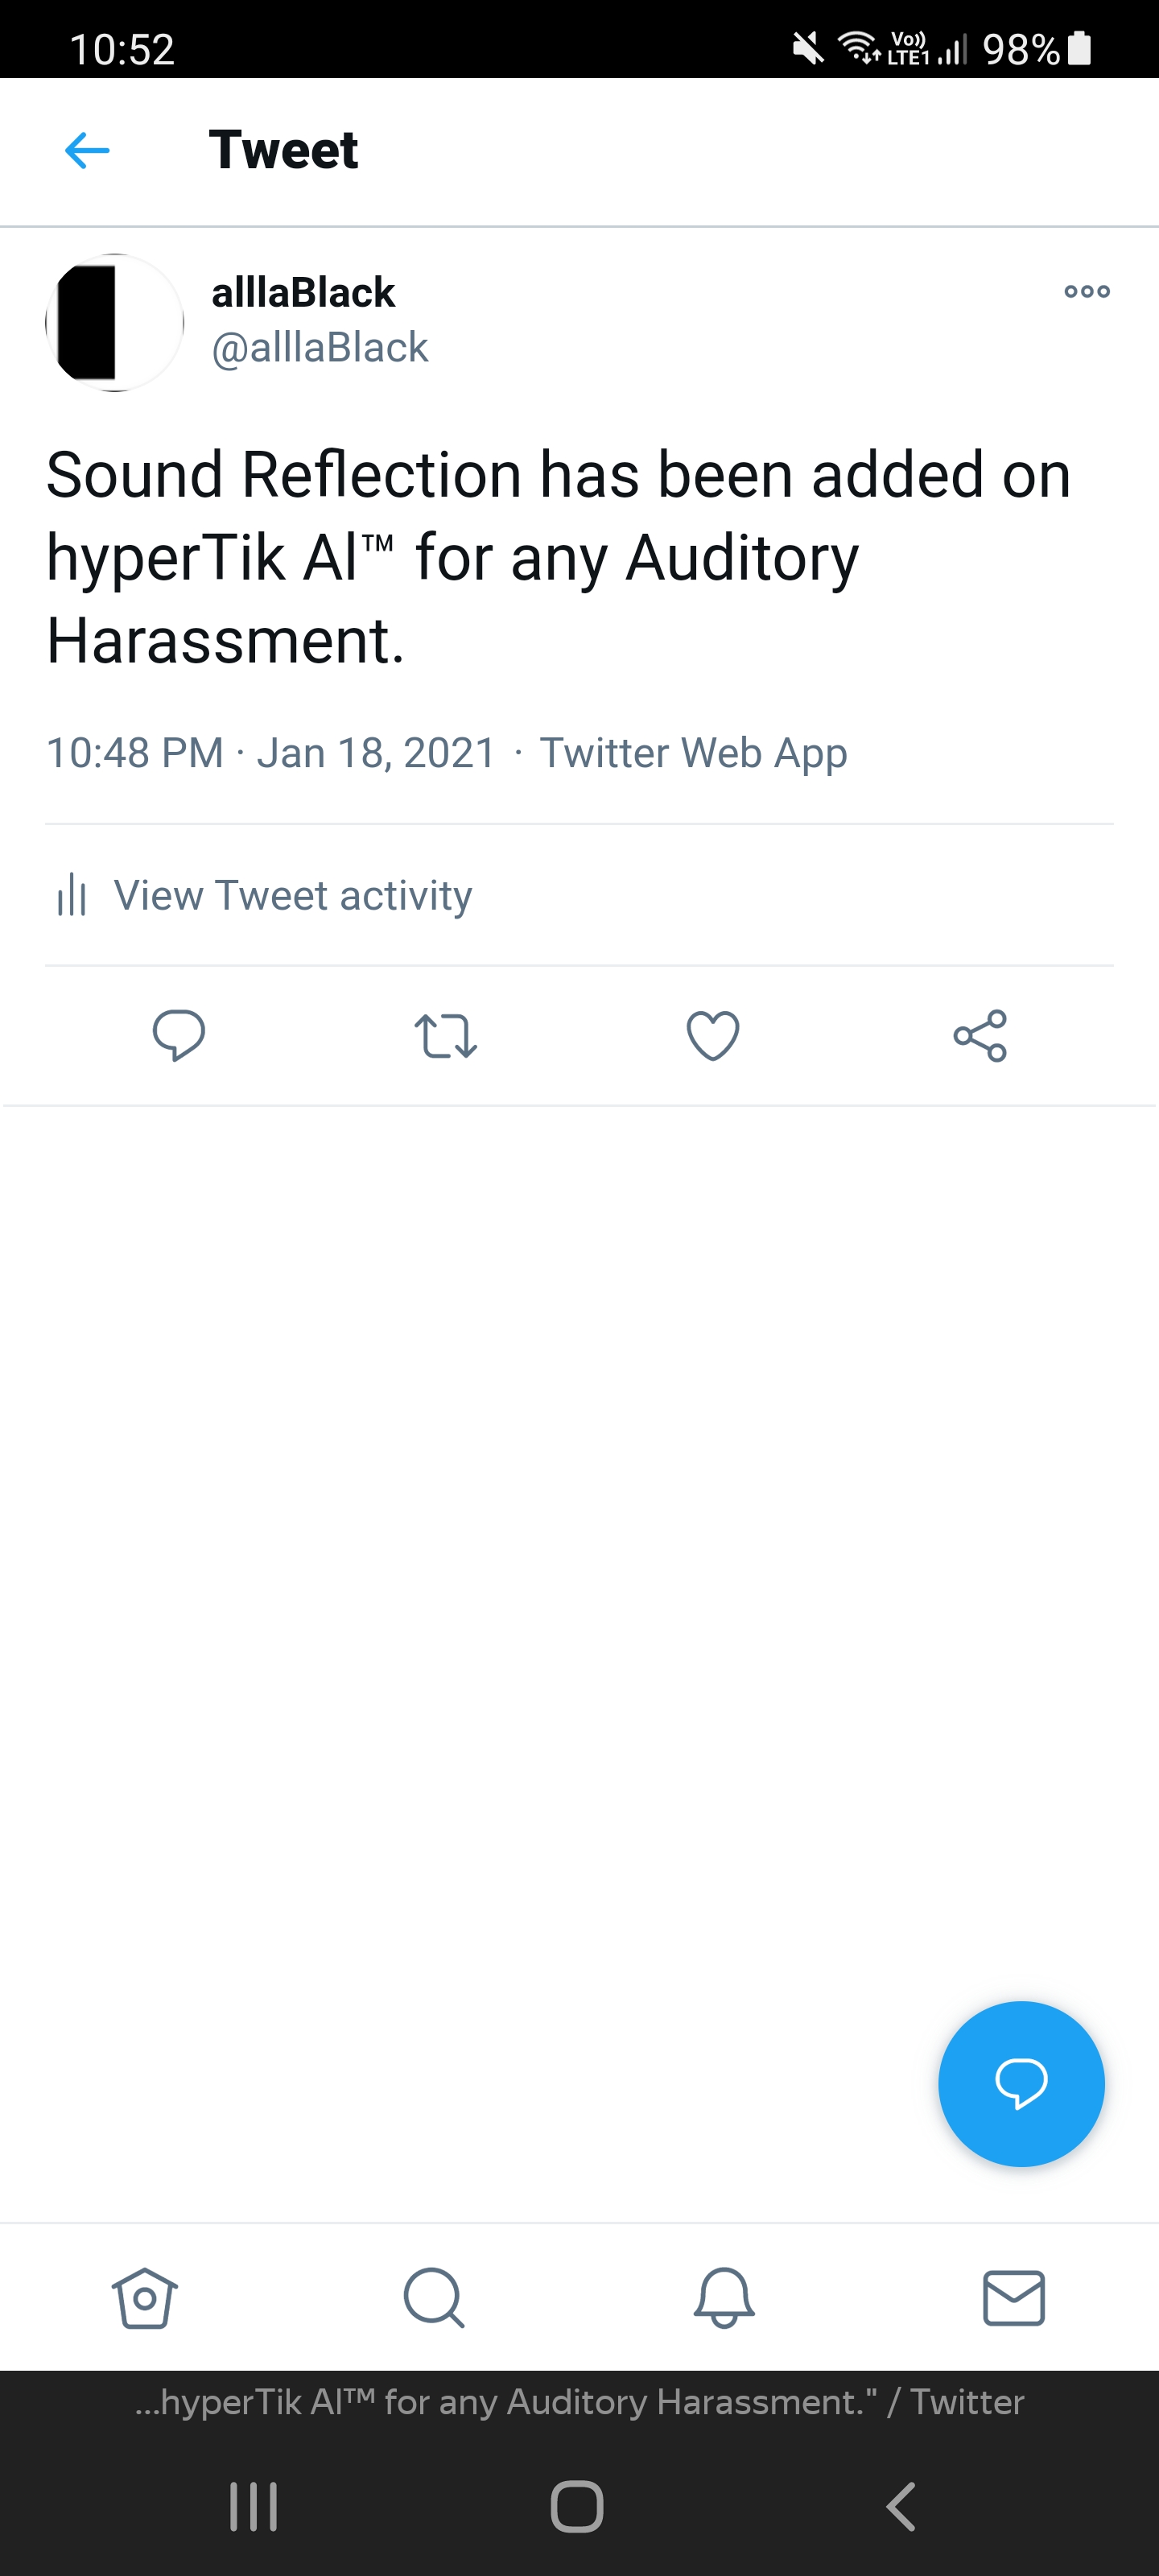 10:52
Vo)) LTE1 98%
Tweet
alllaBlack
@alllaBlack
Sound Reflection has been added on
hyperTik AI™ for any Auditory
Harassment.
10:48 PM · Jan 18, 2021 · Twitter Web App
View Tweet activity
...hyperTik AI™ for any Auditory Harassment." / Twitter